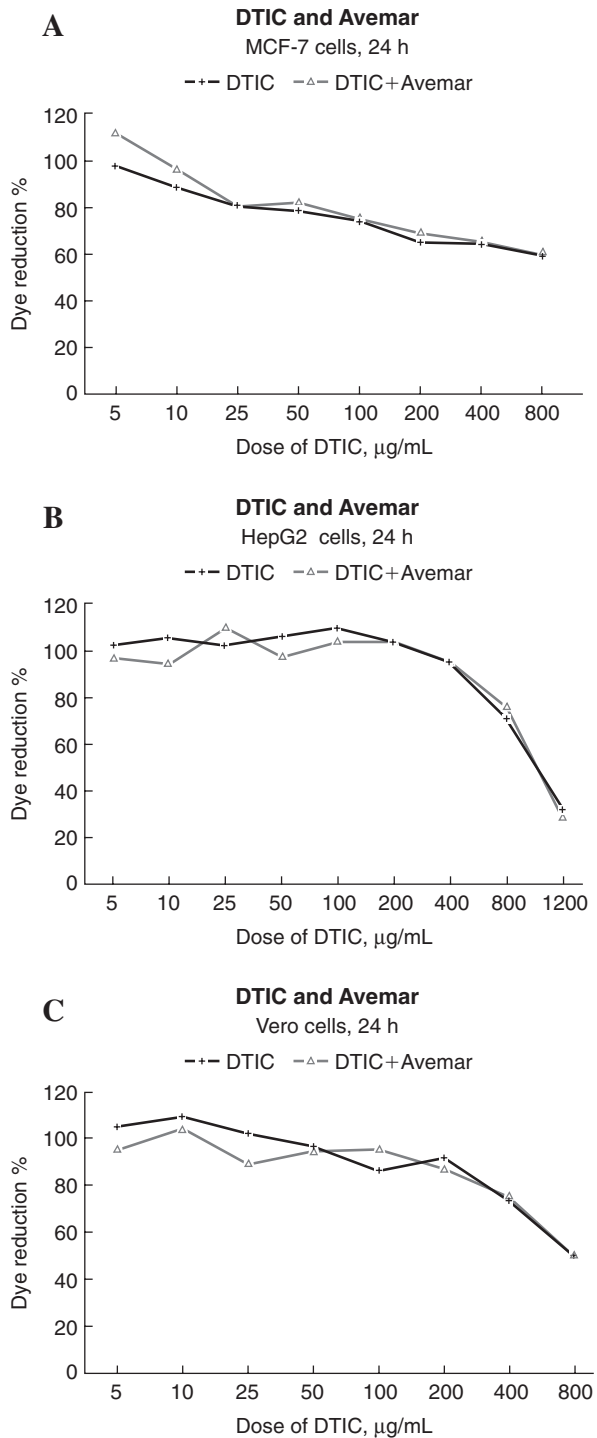 A
DTIC and Avemar
MCF-7 cells, 24 h
DTIC DTIC+Avemar
120
100
80
60
40
20
0
Dye reduction %
5 10 25 50 100 200 400 800
Dose of DTIC, μg/mL
B
DTIC and Avemar
HepG2 cells, 24 h
DTIC DTIC+Avemar
120
100
80
60
40
20
0
Dye reduction %
5 10 25 50 100 200 400 800 1200
Dose of DTIC, μg/mL
C
DTIC and Avemar
Vero cells, 24 h
DTIC DTIC+Avemar
120
100
80
60
40
20
0
Dye reduction %
5 10 25 50 100 200 400 800
Dose of DTIC, μg/mL